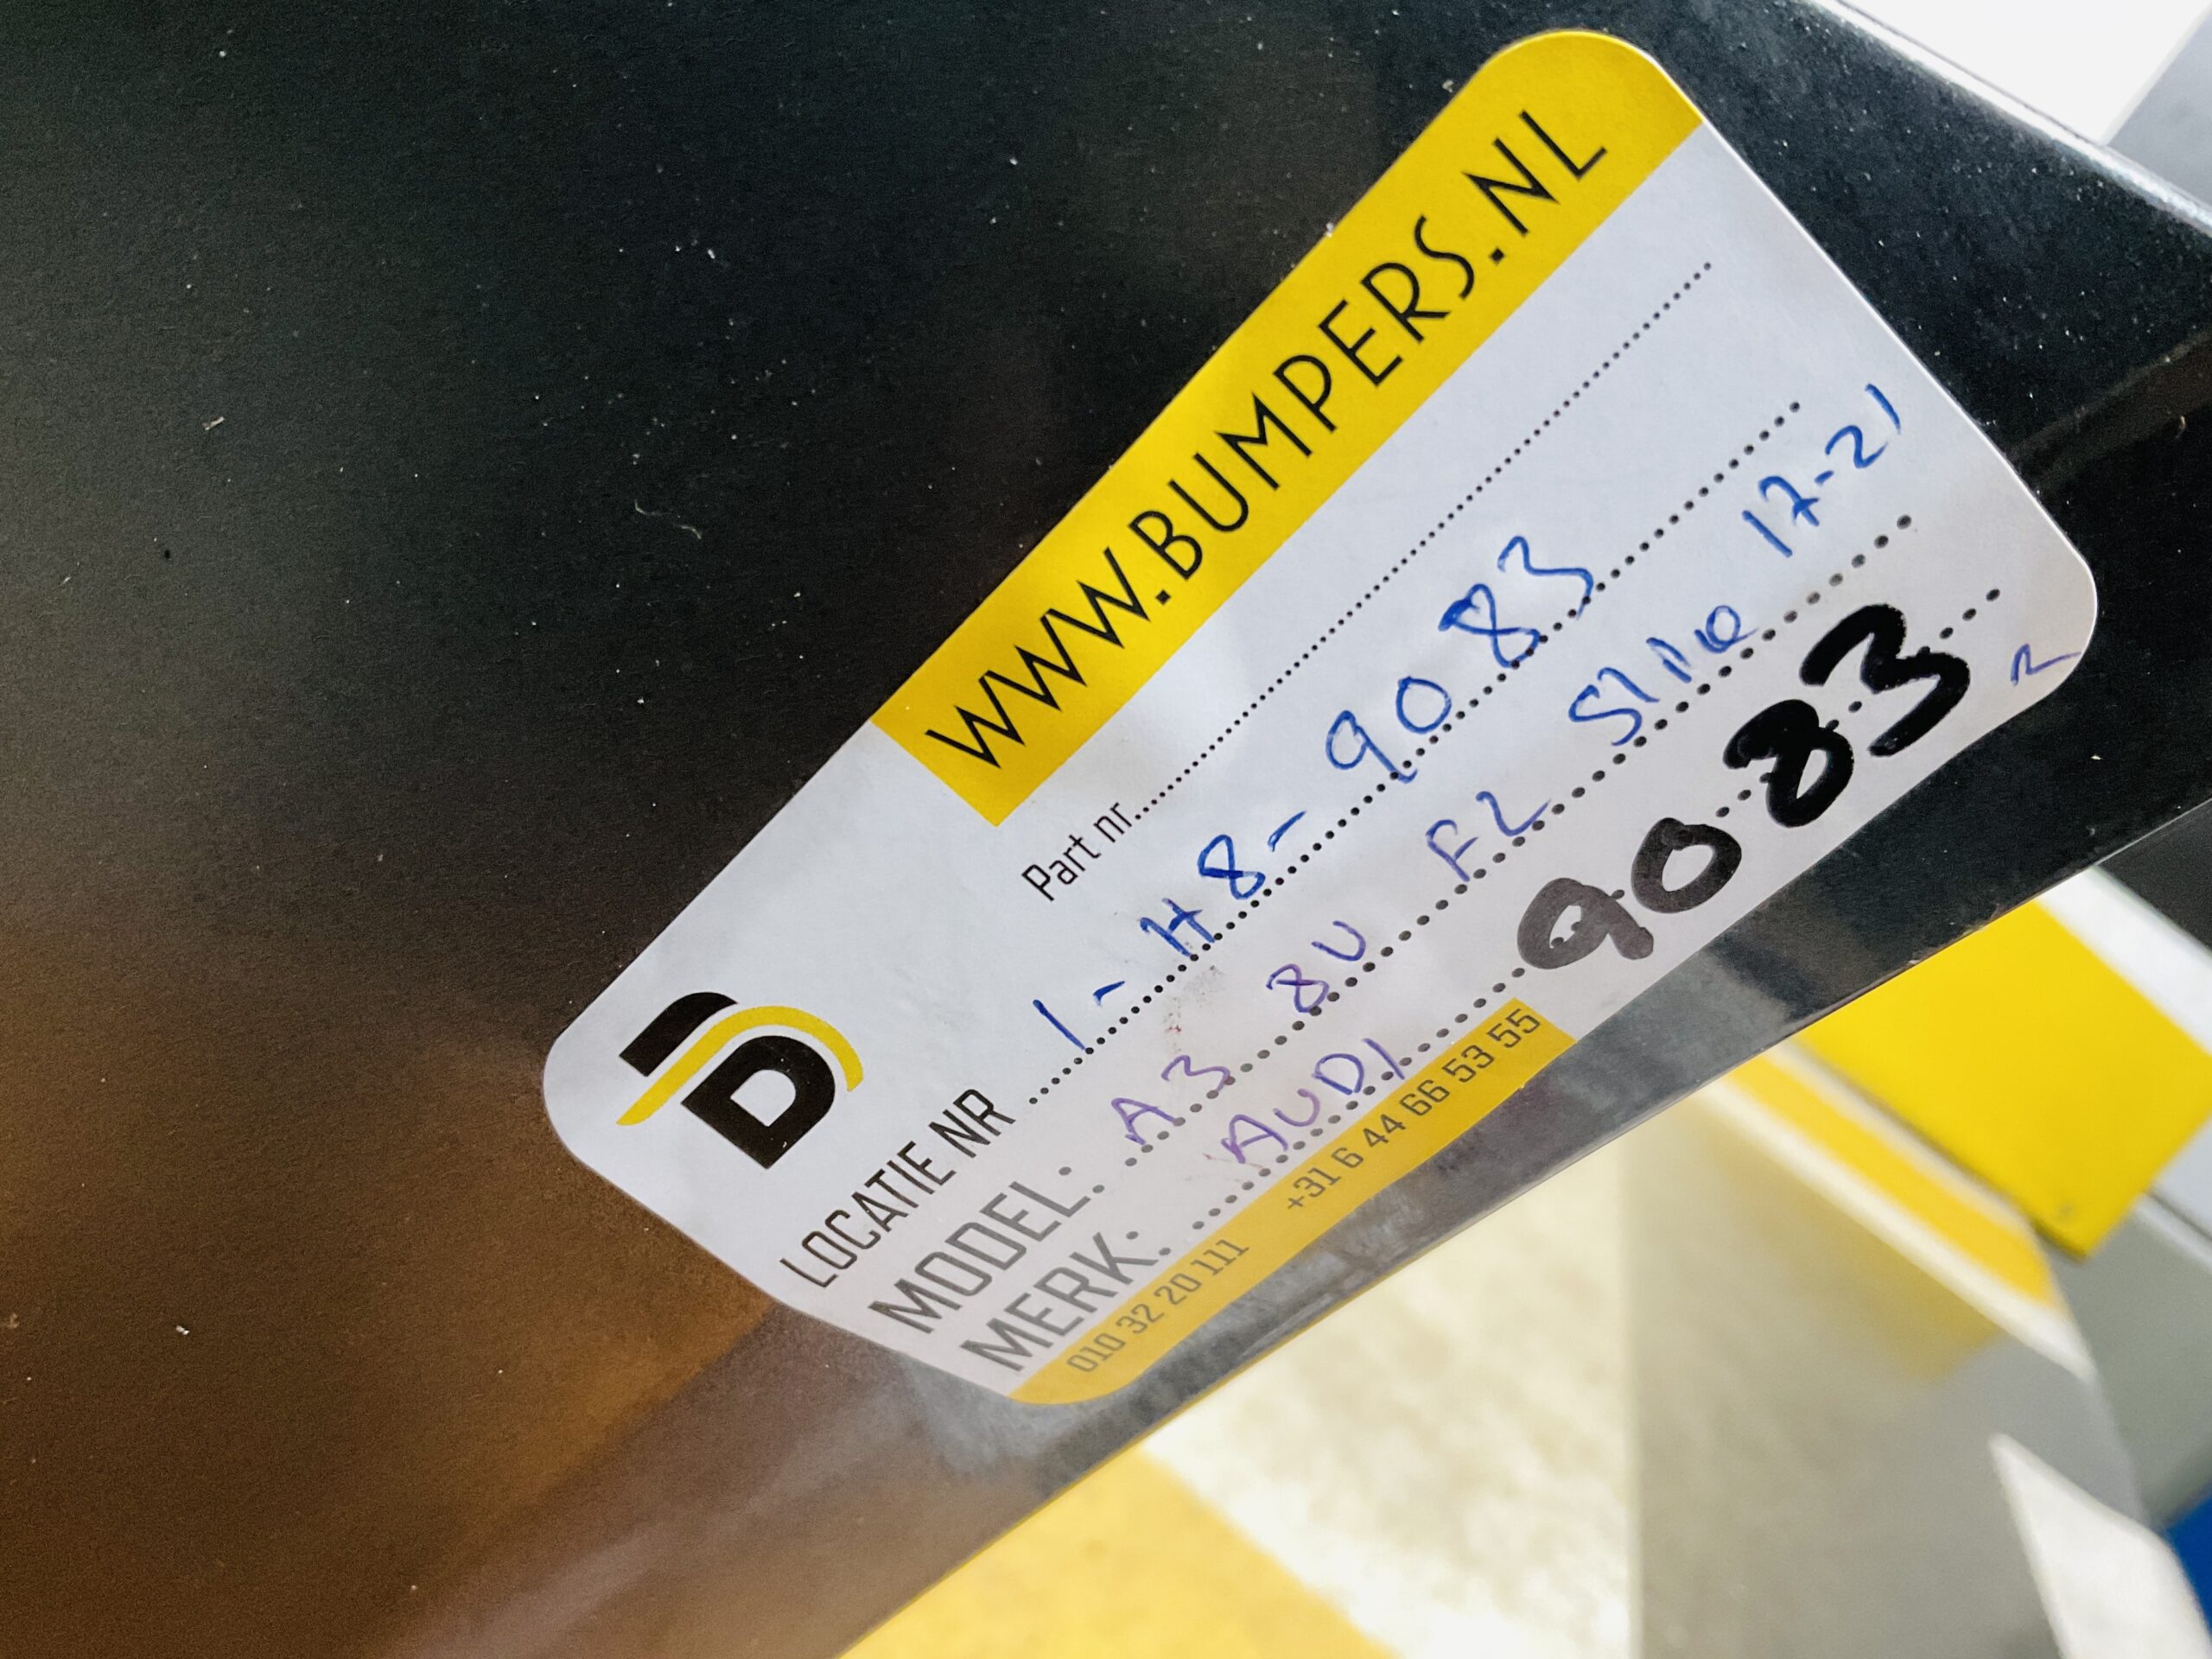 WWW.BUMPERS.NL
Part nr.
LOCATIE NR 1-H8-9083
MODEL: A3 8V FL 17-21
MERK: AUDI 9083
010 32 20 111 +31 6 44 66 53 55